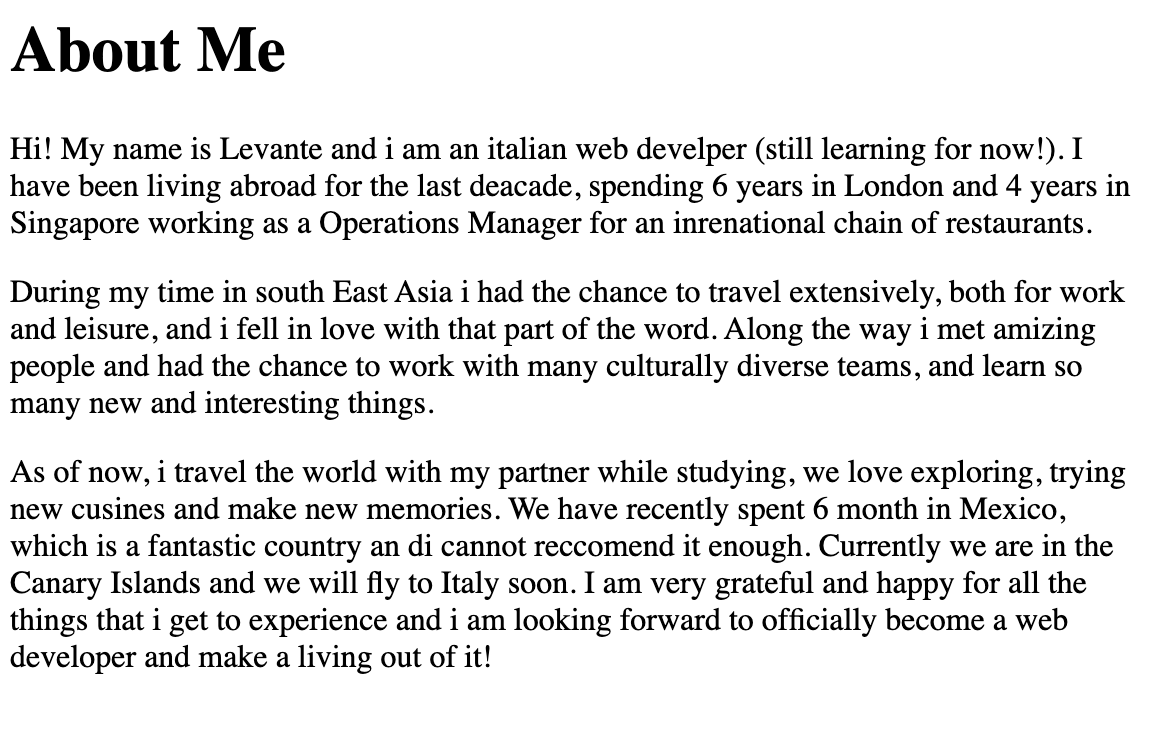 About Me
Hi! My name is Levante and i am an italian web develper (still learning for now!). I
have been living abroad for the last deacade, spending 6 years in London and 4 years in
Singapore working as a Operations Manager for an inrenational chain of restaurants.
During my time in south East Asia i had the chance to travel extensively, both for work
and leisure, and i fell in love with that part of the word. Along the way i met amizing
people and had the chance to work with many culturally diverse teams, and learn so
many new and interesting things.
As of now, i travel the world with my partner while studying, we love exploring, trying
new cusines and make new memories. We have recently spent 6 month in Mexico,
which is a fantastic country an di cannot reccomend it enough. Currently we are in the
Canary Islands and we will fly to Italy soon. I am very grateful and happy for all the
things that i get to experience and i am looking forward to officially become a web
developer and make a living out of it!